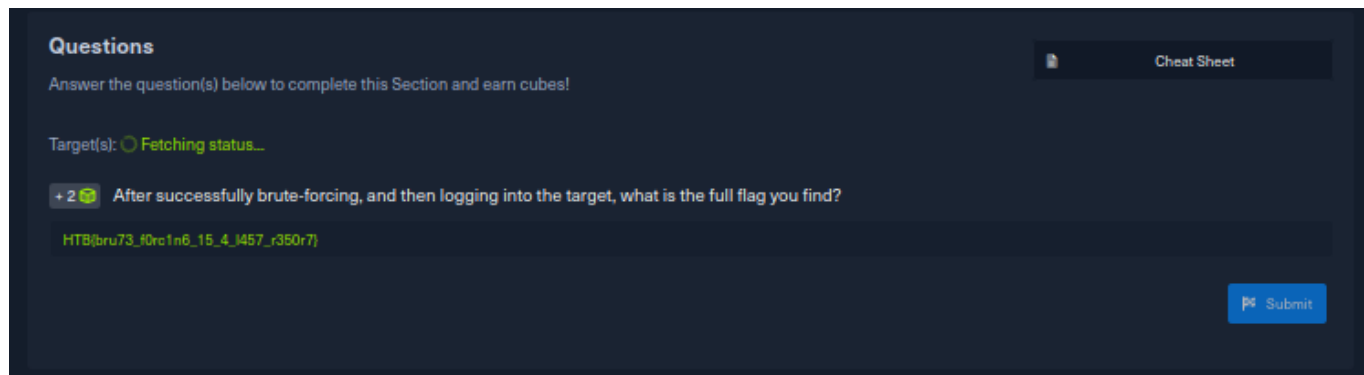 Questions
Cheat Sheet
Answer the question(s) below to complete this Section and earn cubes!
Target(s): Fetching status...
+ 2 After successfully brute-forcing, and then logging into the target, what is the full flag you find?
HTB{bru73_f0rc1n6_15_4_l457_r350r7}
Submit